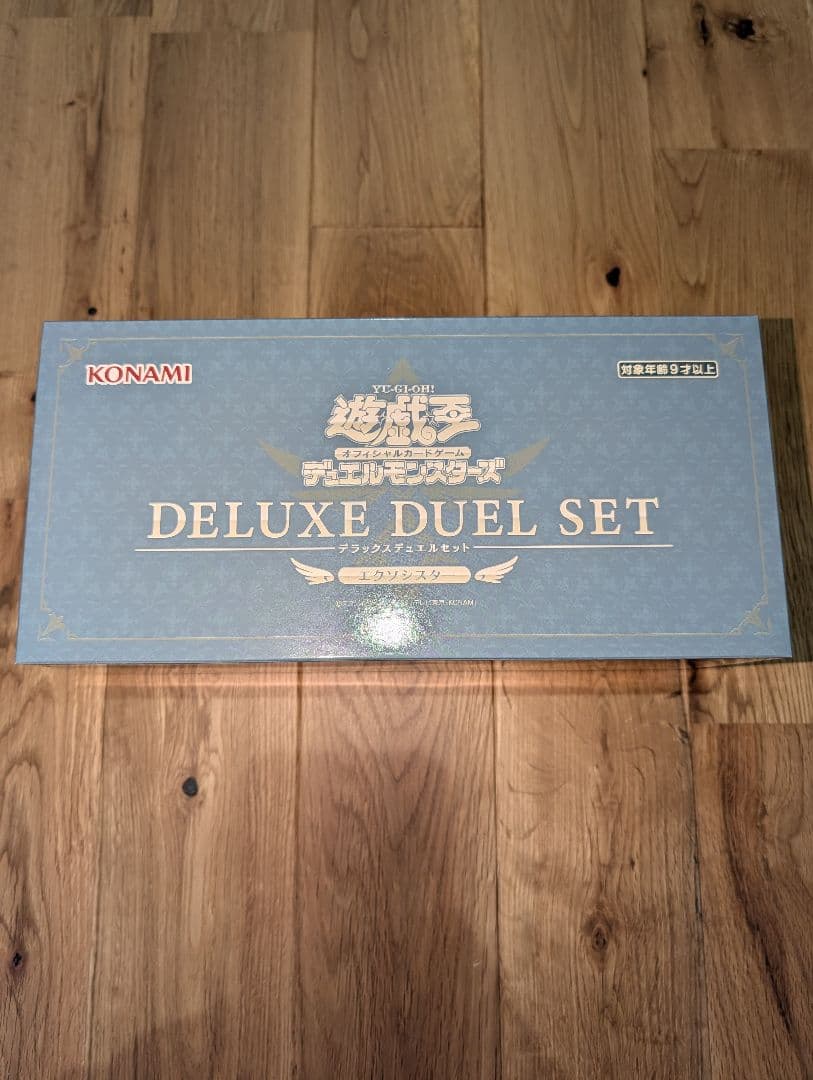 KONAMI
対象年齢9才以上
YU-GI-OH!
遊戯王
オフィシャルカードゲーム
デュエルモンスターズ
DELUXE DUEL SET
デラックスデュエルセット
エクソシスター
KONAMI